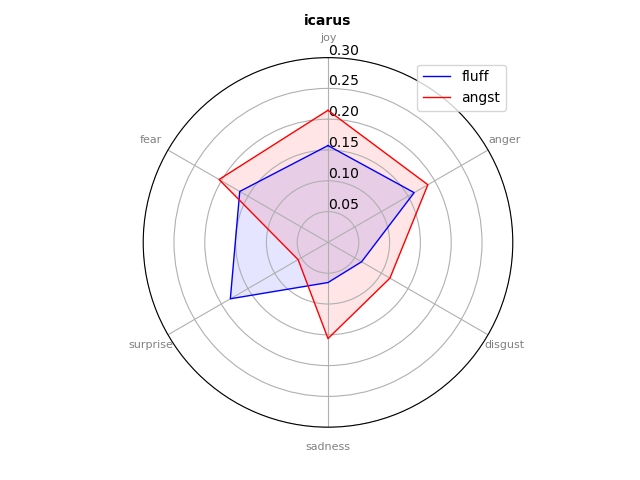 icarus
joy
0.30
0.25
0.20
0.15
0.10
0.05
fluff
angst
fear
anger
surprise
disgust
sadness